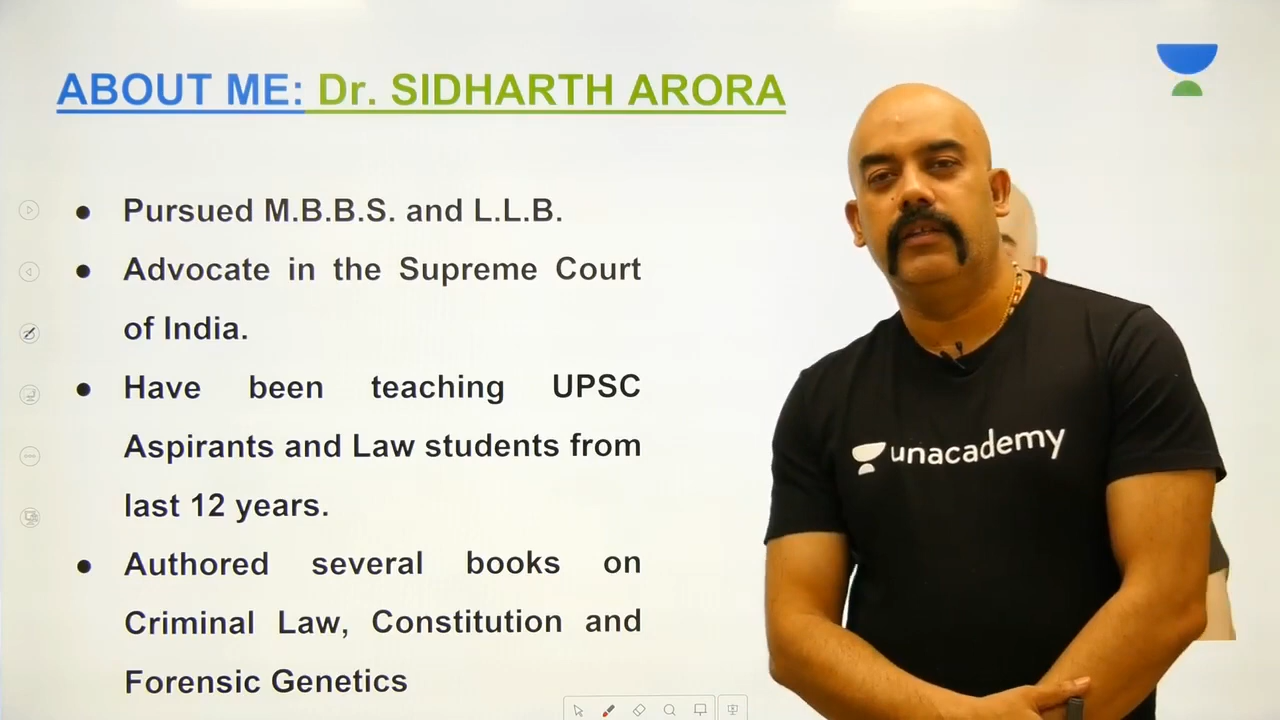 ABOUT ME: Dr. SIDHARTH ARORA
Pursued M.B.B.S. and L.L.B.
Advocate in the Supreme Court
of India.
Have been teaching UPSC
Aspirants and Law students from
last 12 years.
Authored several books on
Criminal Law, Constitution and
Forensic Genetics
unacademy